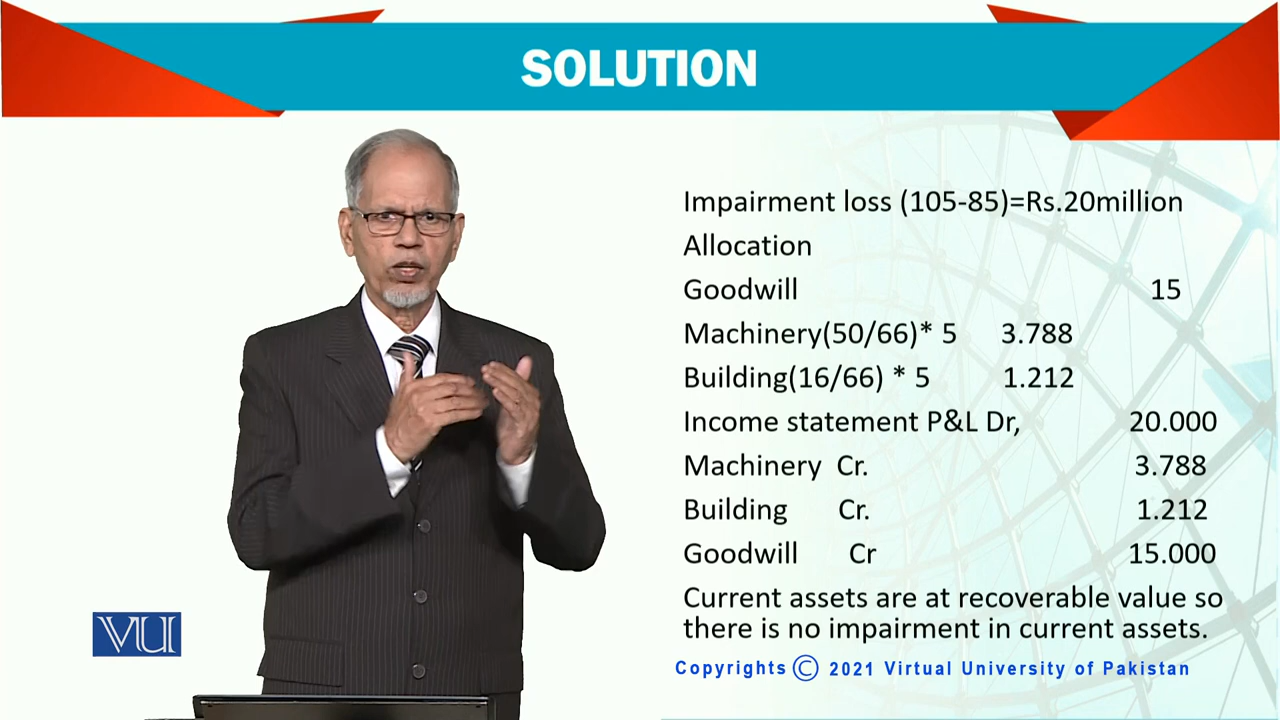 SOLUTION
Impairment loss (105-85)=Rs.20million
Allocation
Goodwill 15
Machinery(50/66)* 5 3.788
Building(16/66) * 5 1.212
Income statement P&L Dr, 20.000
Machinery Cr. 3.788
Building Cr. 1.212
Goodwill Cr 15.000
Current assets are at recoverable value so
there is no impairment in current assets.
VU
Copyrights © 2021 Virtual University of Pakistan